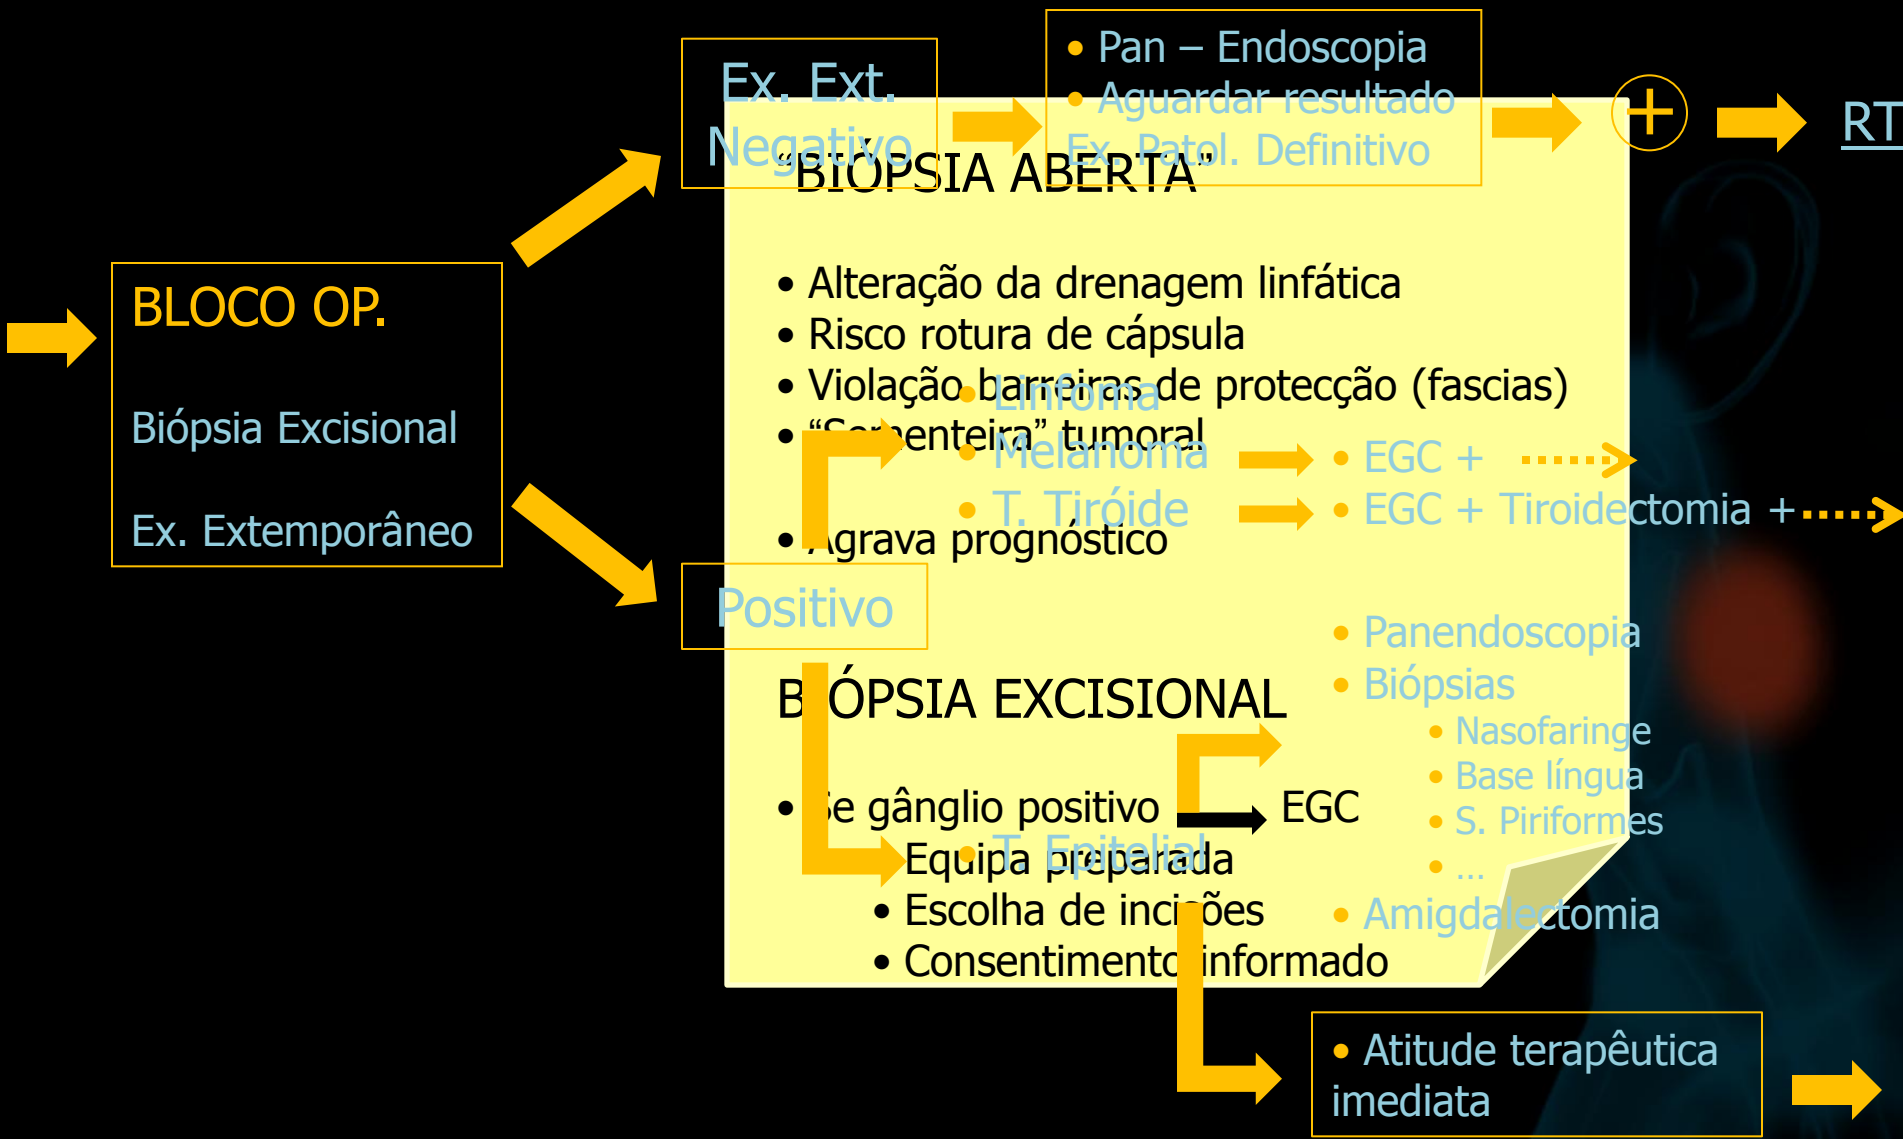 BLOCO OP.
Biópsia Excisional
Ex. Extemporâneo
Ex. Ext.
Negativo
• Pan – Endoscopia
• Aguardar resultado
Ex. Patol. Definitivo
+
RT
"BIÓPSIA ABERTA"
• Alteração da drenagem linfática
• Risco rotura de cápsula
• Violação barreiras de protecção (fascias)
• "Sementeira" tumoral
• Agrava prognóstico
Positivo
• Linfoma
• Melanoma
• EGC +
• T. Tiróide
• EGC + Tiroidectomia +
BIÓPSIA EXCISIONAL
• Se gânglio positivo
EGC
Equipa preparada
• Escolha de incisões
• Consentimento informado
• T. Epitelial
• Panendoscopia
• Biópsias
• Nasofaringe
• Base língua
• S. Piriformes
• ...
• Amigdalectomia
• Atitude terapêutica
imediata